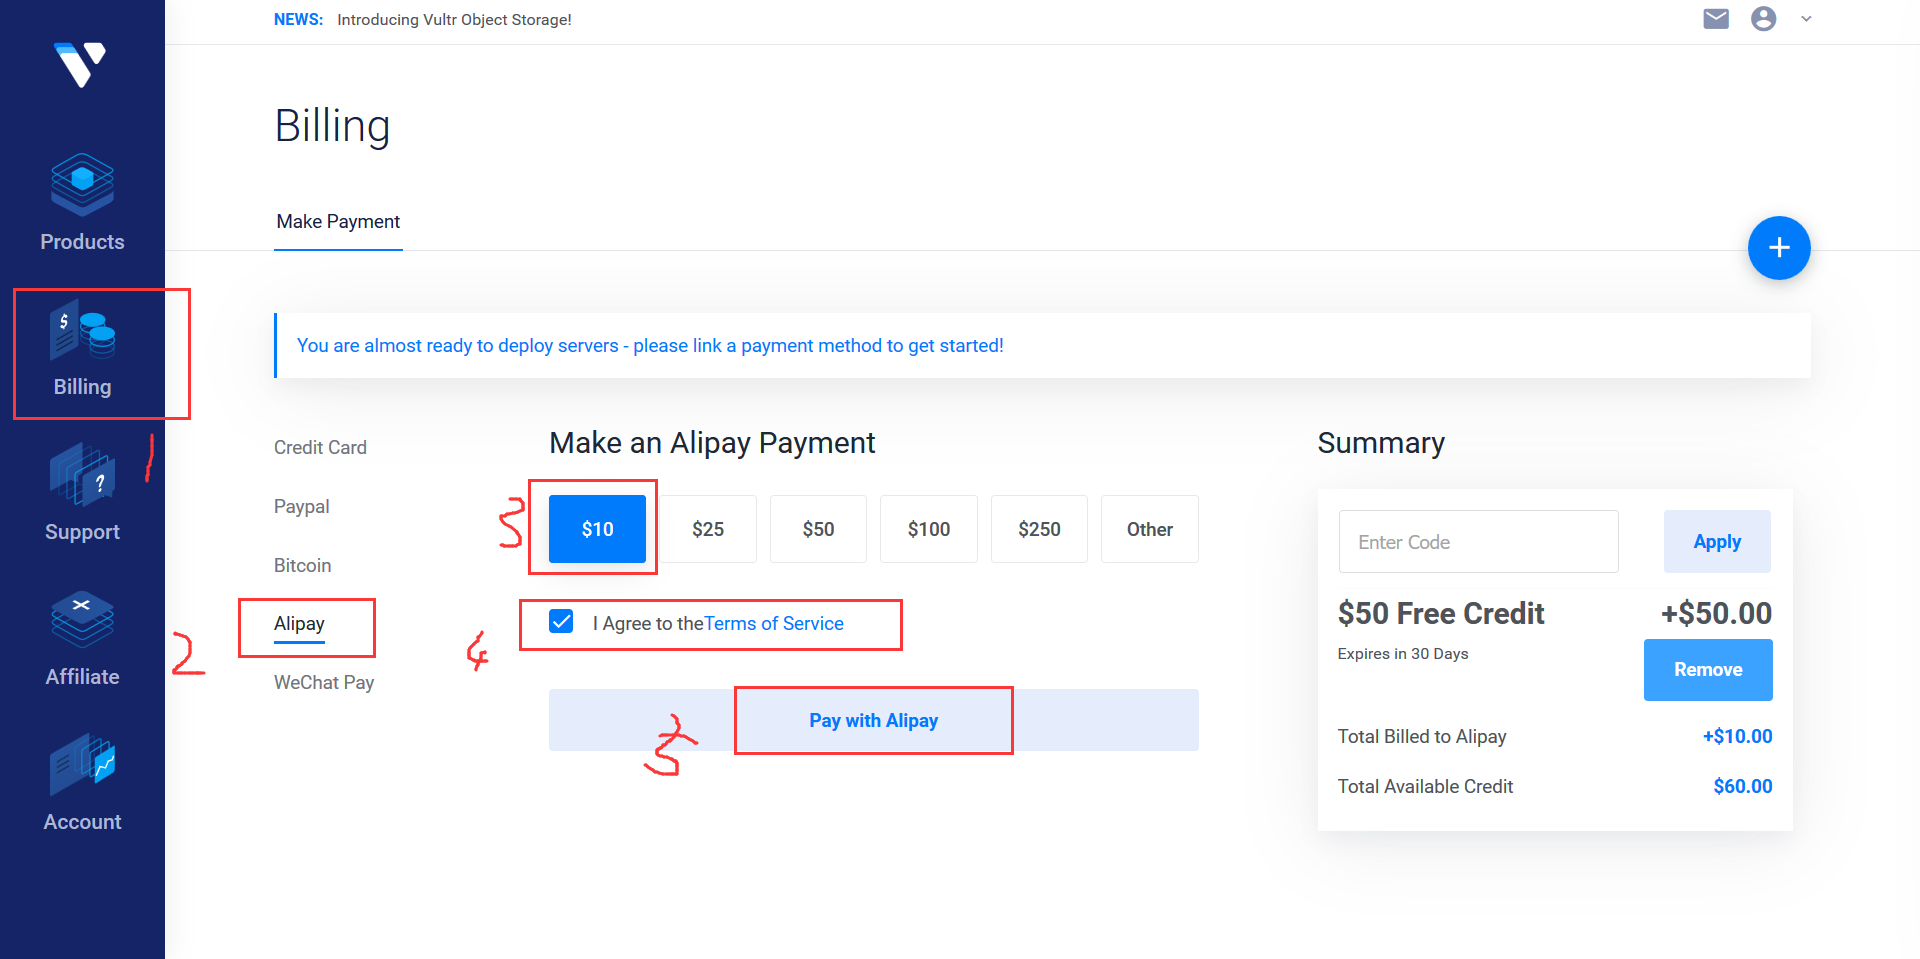 NEWS: Introducing Vultr Object Storage!
Billing
Products
Make Payment
+
Billing
You are almost ready to deploy servers - please link a payment method to get started!
1
Support
Affiliate
Account
Credit Card
Paypal
Bitcoin
2 Alipay
WeChat Pay
Make an Alipay Payment
3 $10 $25 $50 $100 $250 Other
4 I Agree to theTerms of Service
5 Pay with Alipay
Summary
Enter Code Apply
$50 Free Credit +$50.00
Expires in 30 Days Remove
Total Billed to Alipay +$10.00
Total Available Credit $60.00